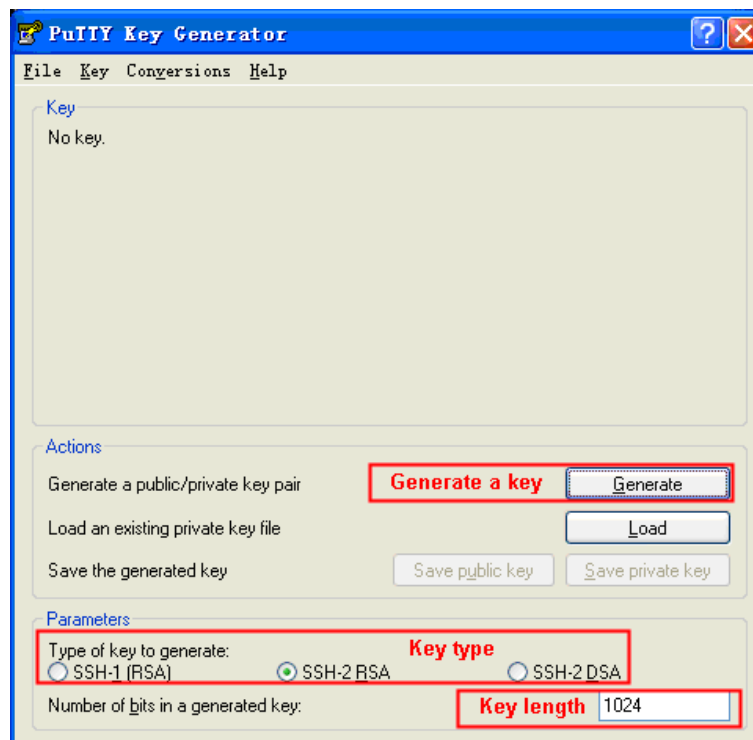 PuTTY Key Generator
File Key Conversions Help
Key
No key.
Actions
Generate a public/private key pair Generate a key Generate
Load an existing private key file Load
Save the generated key Save public key Save private key
Parameters
Type of key to generate: Key type
SSH-1 (RSA) SSH-2 RSA SSH-2 DSA
Number of bits in a generated key: Key length 1024